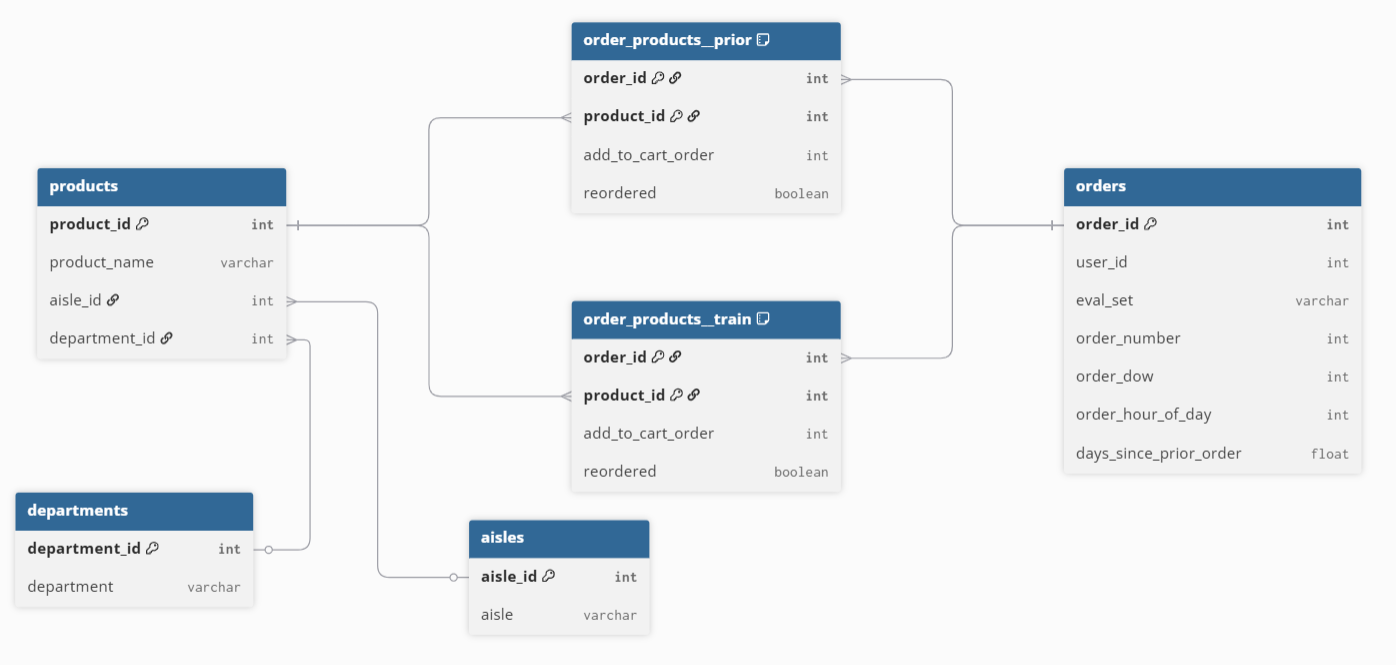 order_products__prior
order_id int
product_id int
add_to_cart_order int
reordered boolean
products
product_id int
product_name varchar
aisle_id int
department_id int
orders
order_id int
user_id int
eval_set varchar
order_number int
order_dow int
order_hour_of_day int
days_since_prior_order float
order_products__train
order_id int
product_id int
add_to_cart_order int
reordered boolean
departments
department_id int
department varchar
aisles
aisle_id int
aisle varchar